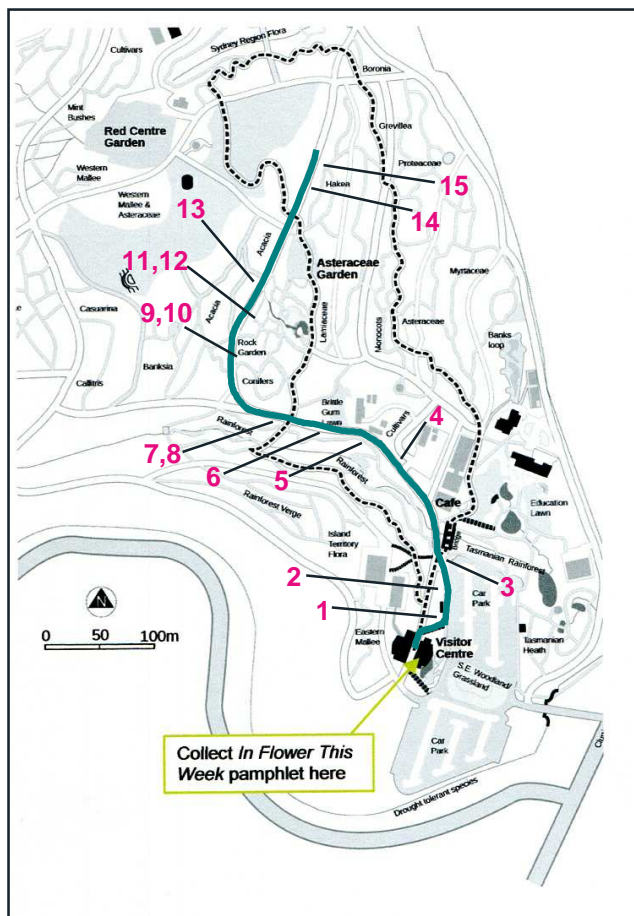 Sydney Region Flora
Cultivars
Boronia
Mint
Bushes
Grevillea
Red Centre
Garden
Proteaceae
Western
Mallee
15
Hakea
Western
Mallee &
Asteraceae
14
13
Acacia
Asteraceae
Garden
11,12
Myrtaceae
Casuarina
9,10
Acacia
Lamiaceae
Monocots
Asteraceae
Banks
loop
Rock
Garden
Banksia
Callitris
Conifers
Brittle
Gum
Lawn
Cultivars
4
Rainforest
7,8
6
5
Rainforest
Rainforest Verge
Cafe
Education
Lawn
Island
Territory
Flora
Bridge
Tasmanian Rainforest
2
3
N
1
Car
Park
0 50 100m
Eastern
Mallee
Visitor
Centre
Tasmanian
Heath
S.E. Woodland/
Grassland
Car
Park
Collect In Flower This
Week pamphlet here
Drought tolerant species